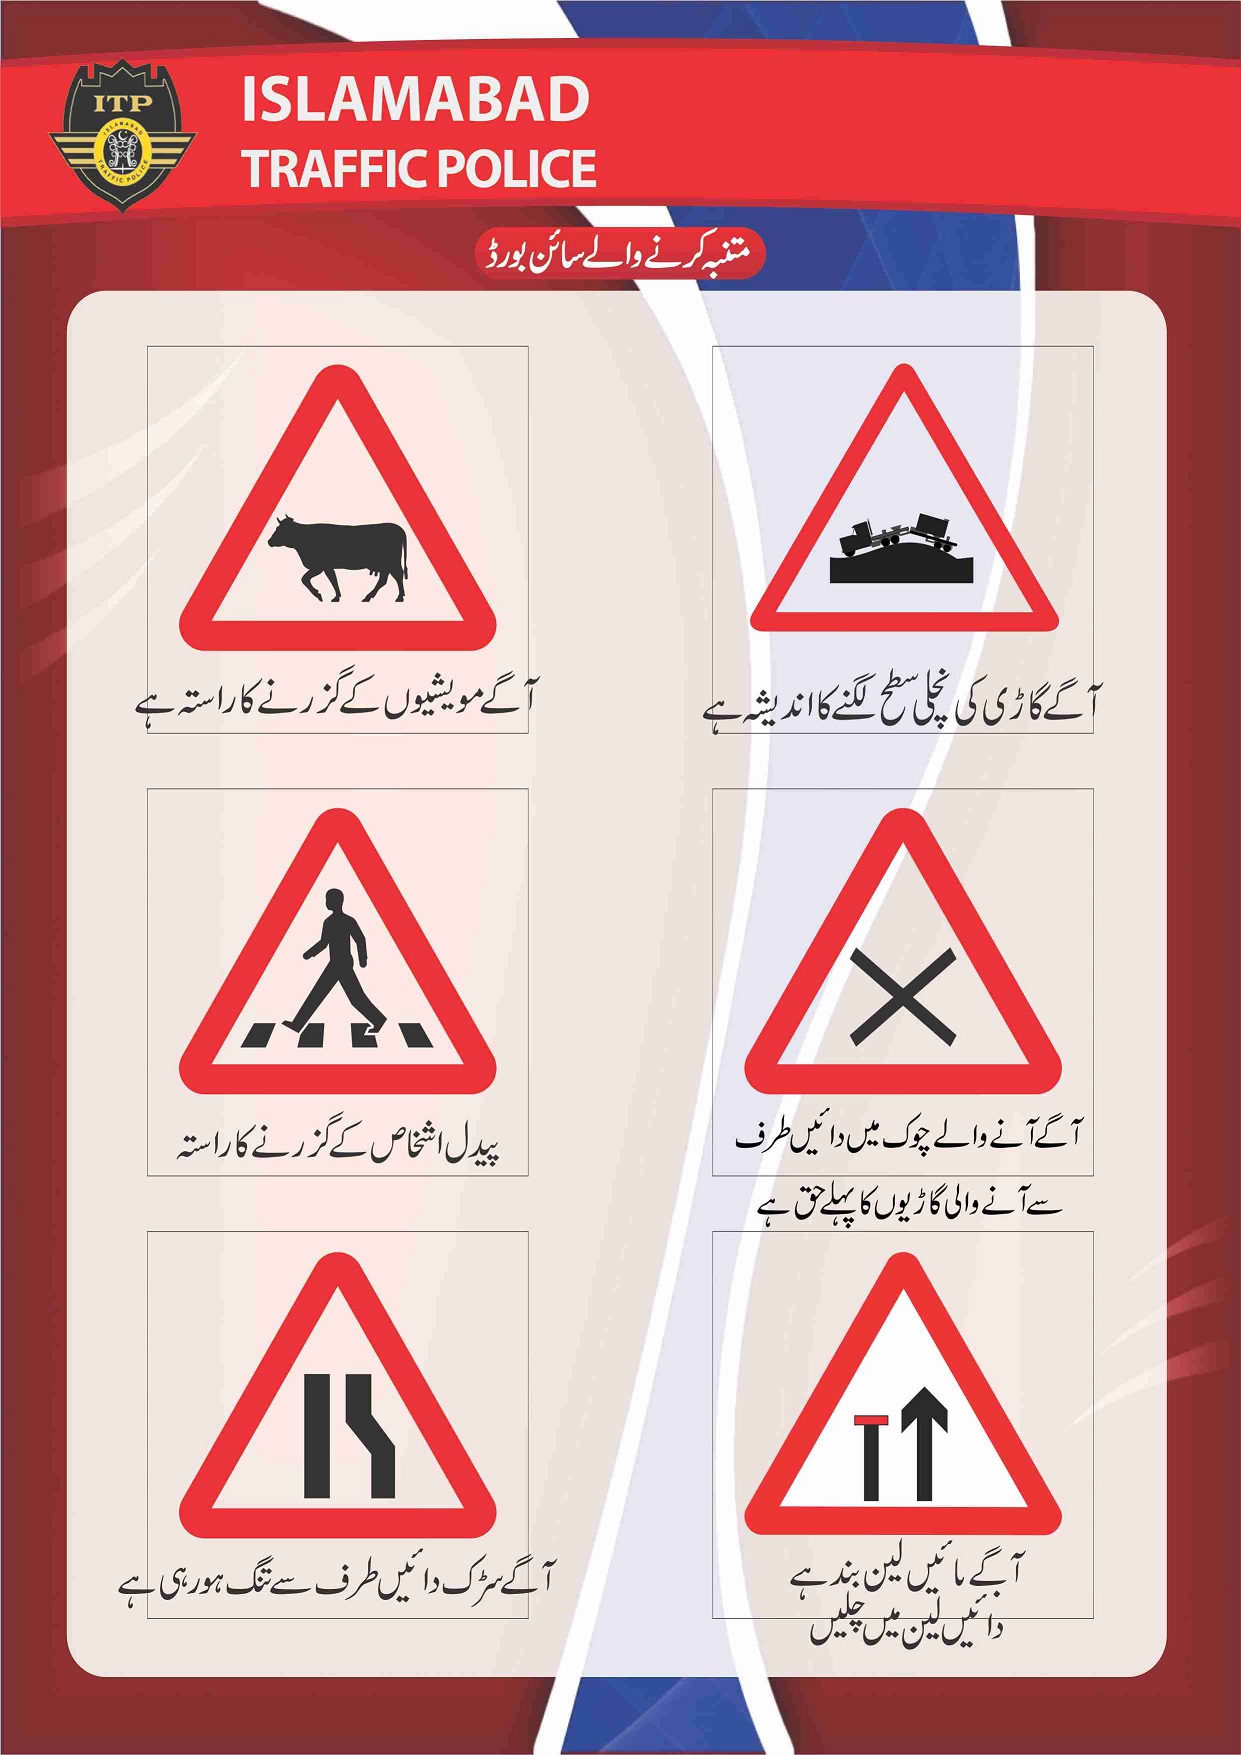 ITP
ISLAMABAD
TRAFFIC POLICE
ISLAMABAD
TRAFFIC POLICE
متنبہ کرنے والے سائن بورڈ
آگے گاڑی کی نچلی سطح لگنے کا اندیشہ ہے
آگے مویشیوں کے گزرنے کا راستہ ہے
آگے آنے والے چوک میں دائیں طرف
سے آنے والی گاڑیوں کا پہلے حق ہے
پیدل اشخاص کے گزرنے کا راستہ
آگے بائیں لین بند ہے
دائیں لین میں چلیں
آگے سڑک دائیں طرف سے تنگ ہو رہی ہے